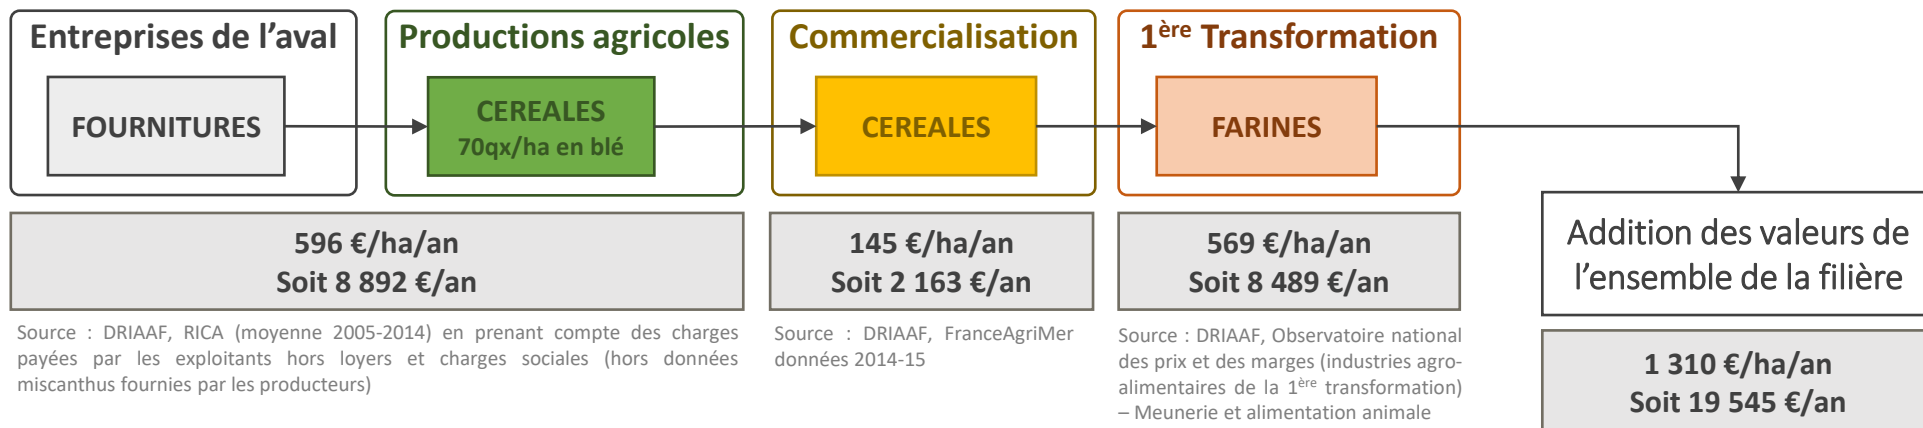 Entreprises de l’aval
FOURNITURES
Productions agricoles
CEREALES
70qx/ha en blé
Commercialisation
CEREALES
1ère Transformation
FARINES
596 €/ha/an
Soit 8 892 €/an
145 €/ha/an
Soit 2 163 €/an
569 €/ha/an
Soit 8 489 €/an
Addition des valeurs de
l’ensemble de la filière
1 310 €/ha/an
Soit 19 545 €/an
Source : DRIAAF, RICA (moyenne 2005-2014) en prenant compte des charges
payées par les exploitants hors loyers et charges sociales (hors données
miscanthus fournies par les producteurs)
Source : DRIAAF, FranceAgriMer
données 2014-15
Source : DRIAAF, Observatoire national
des prix et des marges (industries agro-
alimentaires de la 1ère transformation)
– Meunerie et alimentation animale